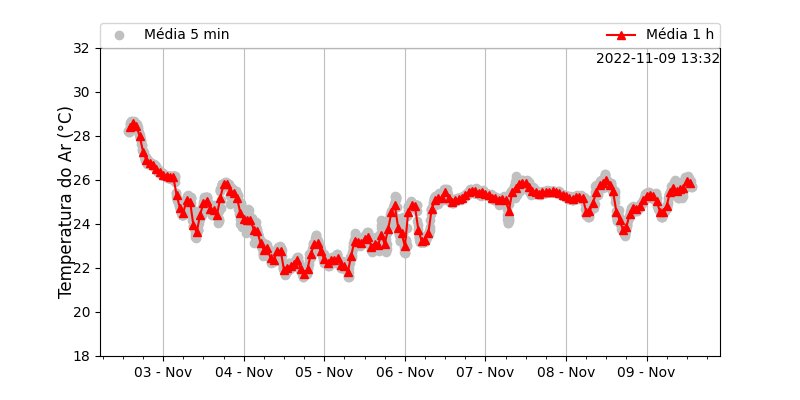 Média 5 min
Média 1 h
2022-11-09 13:32
Temperatura do Ar (°C)
32
30
28
26
24
22
20
18
03 - Nov
04 - Nov
05 - Nov
06 - Nov
07 - Nov
08 - Nov
09 - Nov